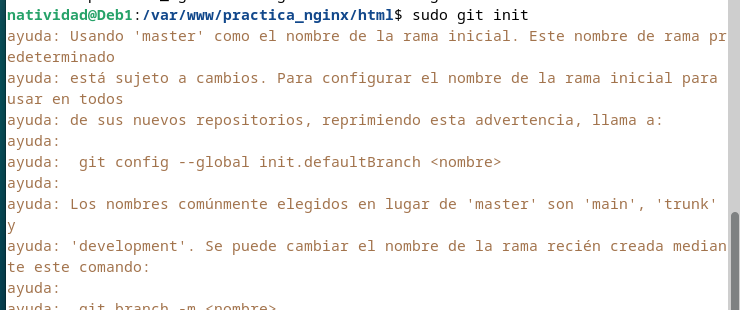 natividad@Deb1:/var/www/practica_nginx/html$ sudo git init
ayuda: Usando 'master' como el nombre de la rama inicial. Este nombre de rama pr
edeterminado
ayuda: está sujeto a cambios. Para configurar el nombre de la rama inicial para
usar en todos
ayuda: de sus nuevos repositorios, reprimiendo esta advertencia, llama a:
ayuda:
ayuda:  git config --global init.defaultBranch <nombre>
ayuda:
ayuda: Los nombres comúnmente elegidos en lugar de 'master' son 'main', 'trunk'
y
ayuda: 'development'. Se puede cambiar el nombre de la rama recién creada median
te este comando:
ayuda:
ayuda:  git branch -m <nombre>